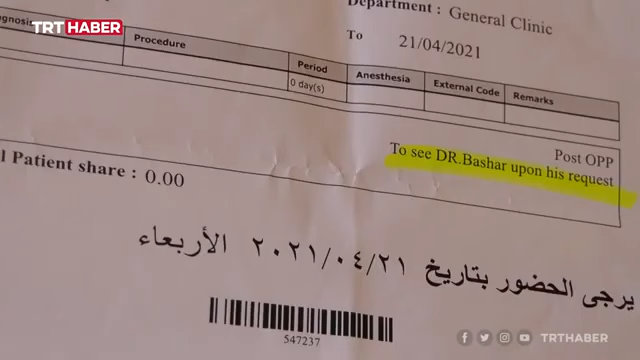 TRT HABER
Department : General Clinic
To 21/04/2021
Procedure
Period
Anesthesia
External Code
Remarks
0 day(s)
Post OPP
To see DR.Bashar upon his request
Patient share : 0.00
يرجى الحضور بتاريخ ٢٠٢١/٠٤/٢١ الأربعاء
547237
TRTHABER